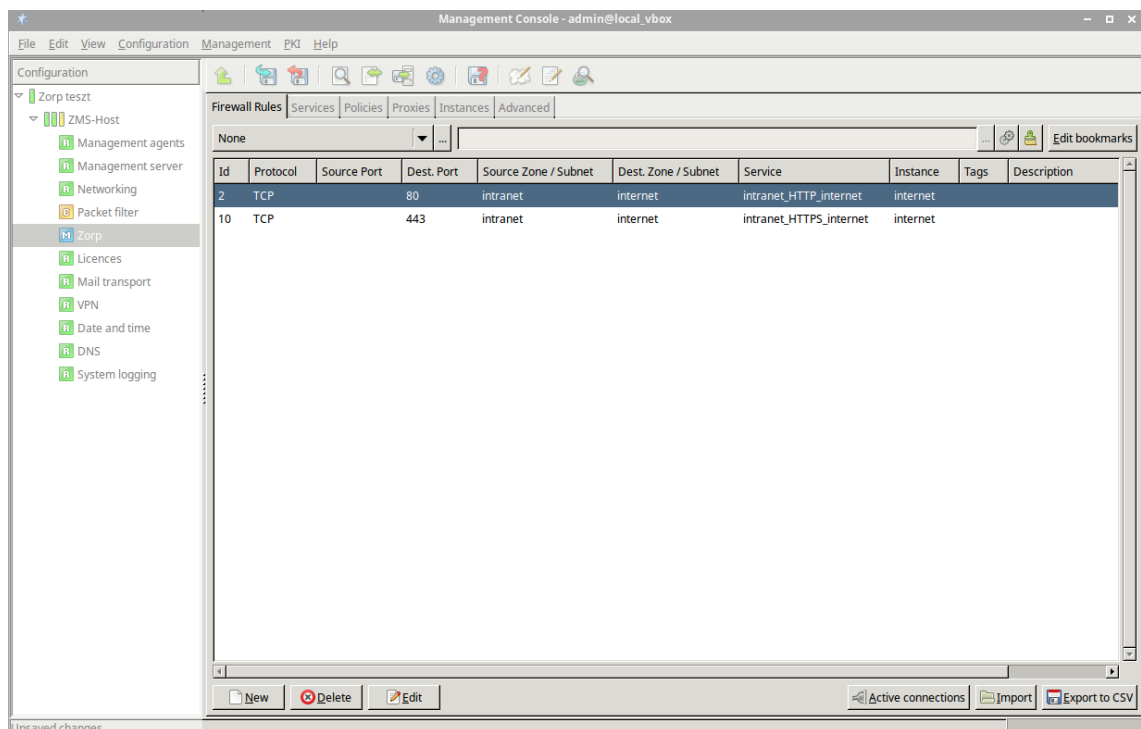 Management Console - admin@local_vbox
File Edit View Configuration Management PKI Help
Configuration
Zorp teszt
ZMS-Host
R Management agents
R Management server
R Networking
C Packet filter
M Zorp
R Licences
R Mail transport
R VPN
R Date and time
R DNS
R System logging
Firewall Rules Services Policies Proxies Instances Advanced
None ... ... Edit bookmarks
Id Protocol Source Port Dest. Port Source Zone / Subnet Dest. Zone / Subnet Service Instance Tags Description
2 TCP 80 intranet internet intranet_HTTP_internet internet
10 TCP 443 intranet internet intranet_HTTPS_internet internet
New Delete Edit Active connections Import Export to CSV
Unsaved changes